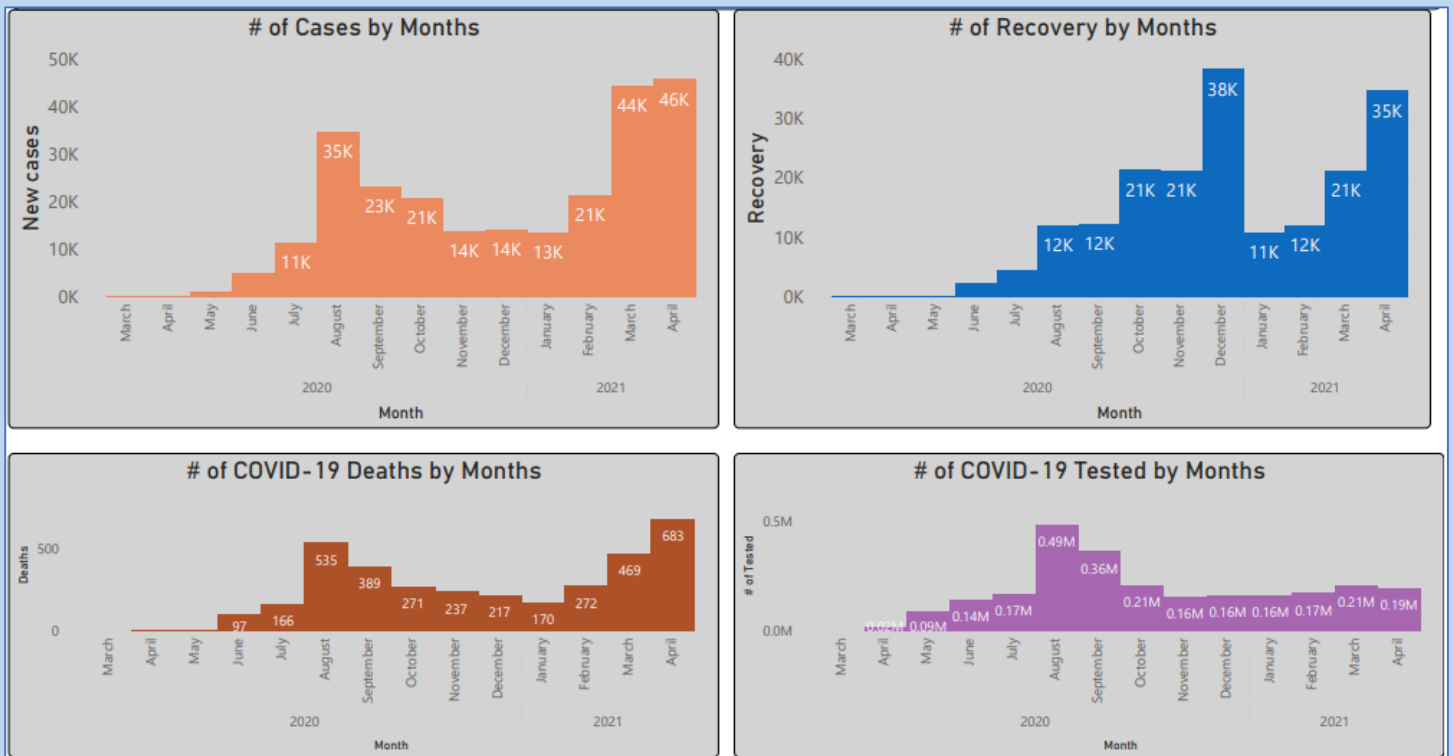 # of Cases by Months
50K
40K
30K
20K
10K
0K
New cases
11K
35K
23K
21K
14K
14K
13K
21K
44K
46K
March
April
May
June
July
August
September
October
November
December
January
February
March
April
2020
2021
Month
# of Recovery by Months
40K
30K
20K
10K
0K
Recovery
12K
12K
21K
21K
38K
11K
12K
21K
35K
March
April
May
June
July
August
September
October
November
December
January
February
March
April
2020
2021
Month
# of COVID-19 Deaths by Months
500
0
Deaths
97
166
535
389
271
237
217
170
272
469
683
March
April
May
June
July
August
September
October
November
December
January
February
March
April
2020
2021
Month
# of COVID-19 Tested by Months
0.5M
0.0M
# of Tested
0.02M
0.09M
0.14M
0.17M
0.49M
0.36M
0.21M
0.16M
0.16M
0.16M
0.17M
0.21M
0.19M
March
April
May
June
July
August
September
October
November
December
January
February
March
April
2020
2021
Month